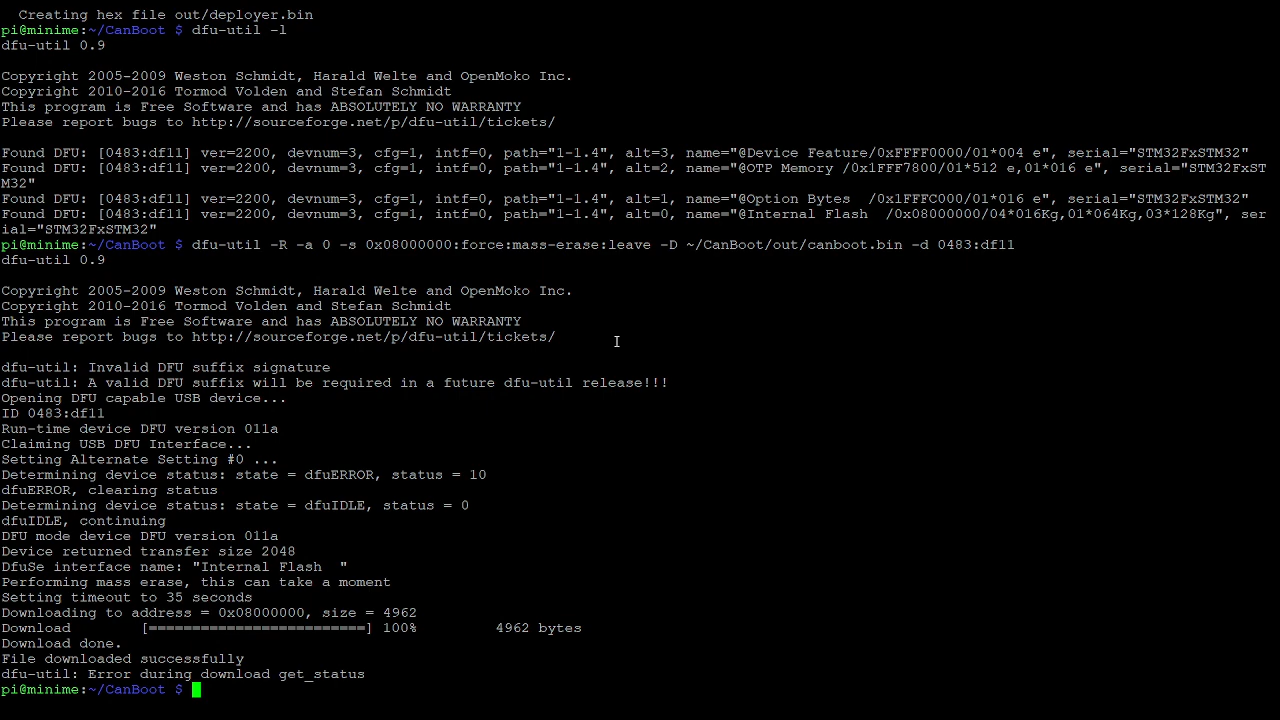 Creating hex file out/deployer.bin
pi@minime:~/CanBoot $ dfu-util -l
dfu-util 0.9

Copyright 2005-2009 Weston Schmidt, Harald Welte and OpenMoko Inc.
Copyright 2010-2016 Tormod Volden and Stefan Schmidt
This program is Free Software and has ABSOLUTELY NO WARRANTY
Please report bugs to http://sourceforge.net/p/dfu-util/tickets/

Found DFU: [0483:df11] ver=2200, devnum=3, cfg=1, intf=0, path="1-1.4", alt=3, name="@Device Feature/0xFFFF0000/01*004 e", serial="STM32FxSTM32"
Found DFU: [0483:df11] ver=2200, devnum=3, cfg=1, intf=0, path="1-1.4", alt=2, name="@OTP Memory /0x1FFF7800/01*512 e,01*016 e", serial="STM32FxST
M32"
Found DFU: [0483:df11] ver=2200, devnum=3, cfg=1, intf=0, path="1-1.4", alt=1, name="@Option Bytes  /0x1FFFC000/01*016 e", serial="STM32FxSTM32"
Found DFU: [0483:df11] ver=2200, devnum=3, cfg=1, intf=0, path="1-1.4", alt=0, name="@Internal Flash  /0x08000000/04*016Kg,01*064Kg,03*128Kg", ser
ial="STM32FxSTM32"
pi@minime:~/CanBoot $ dfu-util -R -a 0 -s 0x08000000:force:mass-erase:leave -D ~/CanBoot/out/canboot.bin -d 0483:df11
dfu-util 0.9

Copyright 2005-2009 Weston Schmidt, Harald Welte and OpenMoko Inc.
Copyright 2010-2016 Tormod Volden and Stefan Schmidt
This program is Free Software and has ABSOLUTELY NO WARRANTY
Please report bugs to http://sourceforge.net/p/dfu-util/tickets/

dfu-util: Invalid DFU suffix signature
dfu-util: A valid DFU suffix will be required in a future dfu-util release!!!
Opening DFU capable USB device...
ID 0483:df11
Run-time device DFU version 011a
Claiming USB DFU Interface...
Setting Alternate Setting #0 ...
Determining device status: state = dfuERROR, status = 10
dfuERROR, clearing status
Determining device status: state = dfuIDLE, status = 0
dfuIDLE, continuing
DFU mode device DFU version 011a
Device returned transfer size 2048
DfuSe interface name: "Internal Flash  "
Performing mass erase, this can take a moment
Setting timeout to 35 seconds
Downloading to address = 0x08000000, size = 4962
Download        [=========================] 100%         4962 bytes
Download done.
File downloaded successfully
dfu-util: Error during download get_status
pi@minime:~/CanBoot $